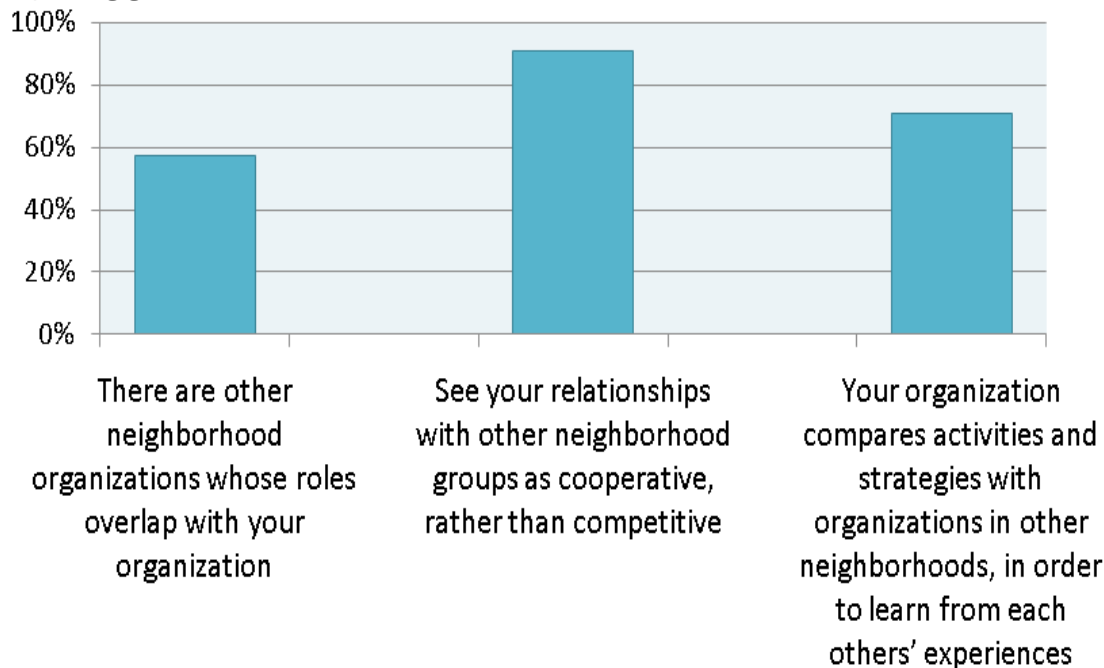 100%
80%
60%
40%
20%
0%
There are other
neighborhood
organizations whose roles
overlap with your
organization
See your relationships
with other neighborhood
groups as cooperative,
rather than competitive
Your organization
compares activities and
strategies with
organizations in other
neighborhoods, in order
to learn from each
others’ experiences